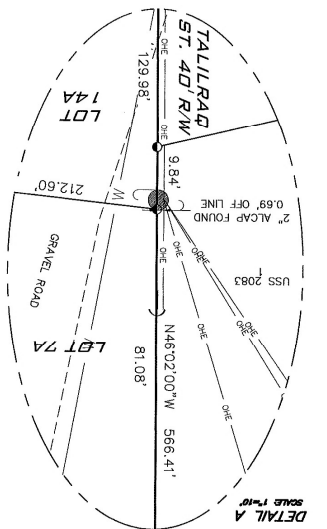 DETAIL A
SCALE: 1"=10'
TALILRAQ
ST. 40' R/W
LOT
14A
129.98'
OHE
OHE
OHE
9.84'
2" ALCAP FOUND
0.69' OFF LINE
USS 2083
1
OHE
OHE
OHE
OHE
OHE
OHE
212.60'
W
GRAVEL ROAD
LOT 7A
N46°02'00"W 566.41'
81.08'